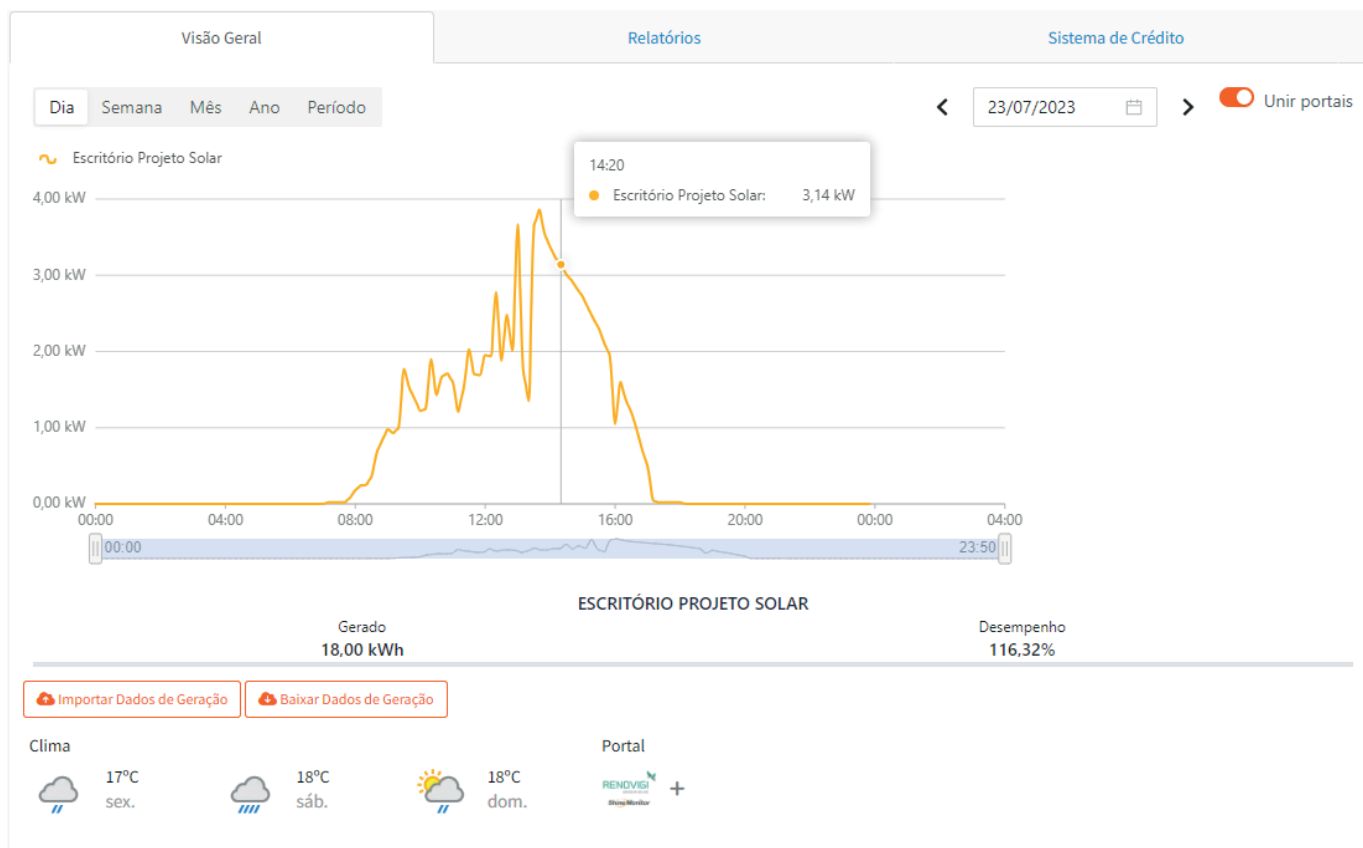 Visão Geral Relatórios Sistema de Crédito
Dia Semana Mês Ano Período 23/07/2023 Unir portais
Escritório Projeto Solar
14:20
Escritório Projeto Solar: 3,14 kW
4,00 kW
3,00 kW
2,00 kW
1,00 kW
0,00 kW
00:00 04:00 08:00 12:00 16:00 20:00 00:00 04:00
00:00 23:50
ESCRITÓRIO PROJETO SOLAR
Gerado Desempenho
18,00 kWh 116,32%
Importar Dados de Geração Baixar Dados de Geração
Clima Portal
17°C 18°C 18°C
sex. sáb. dom.
RENOVIGI
ShineMonitor